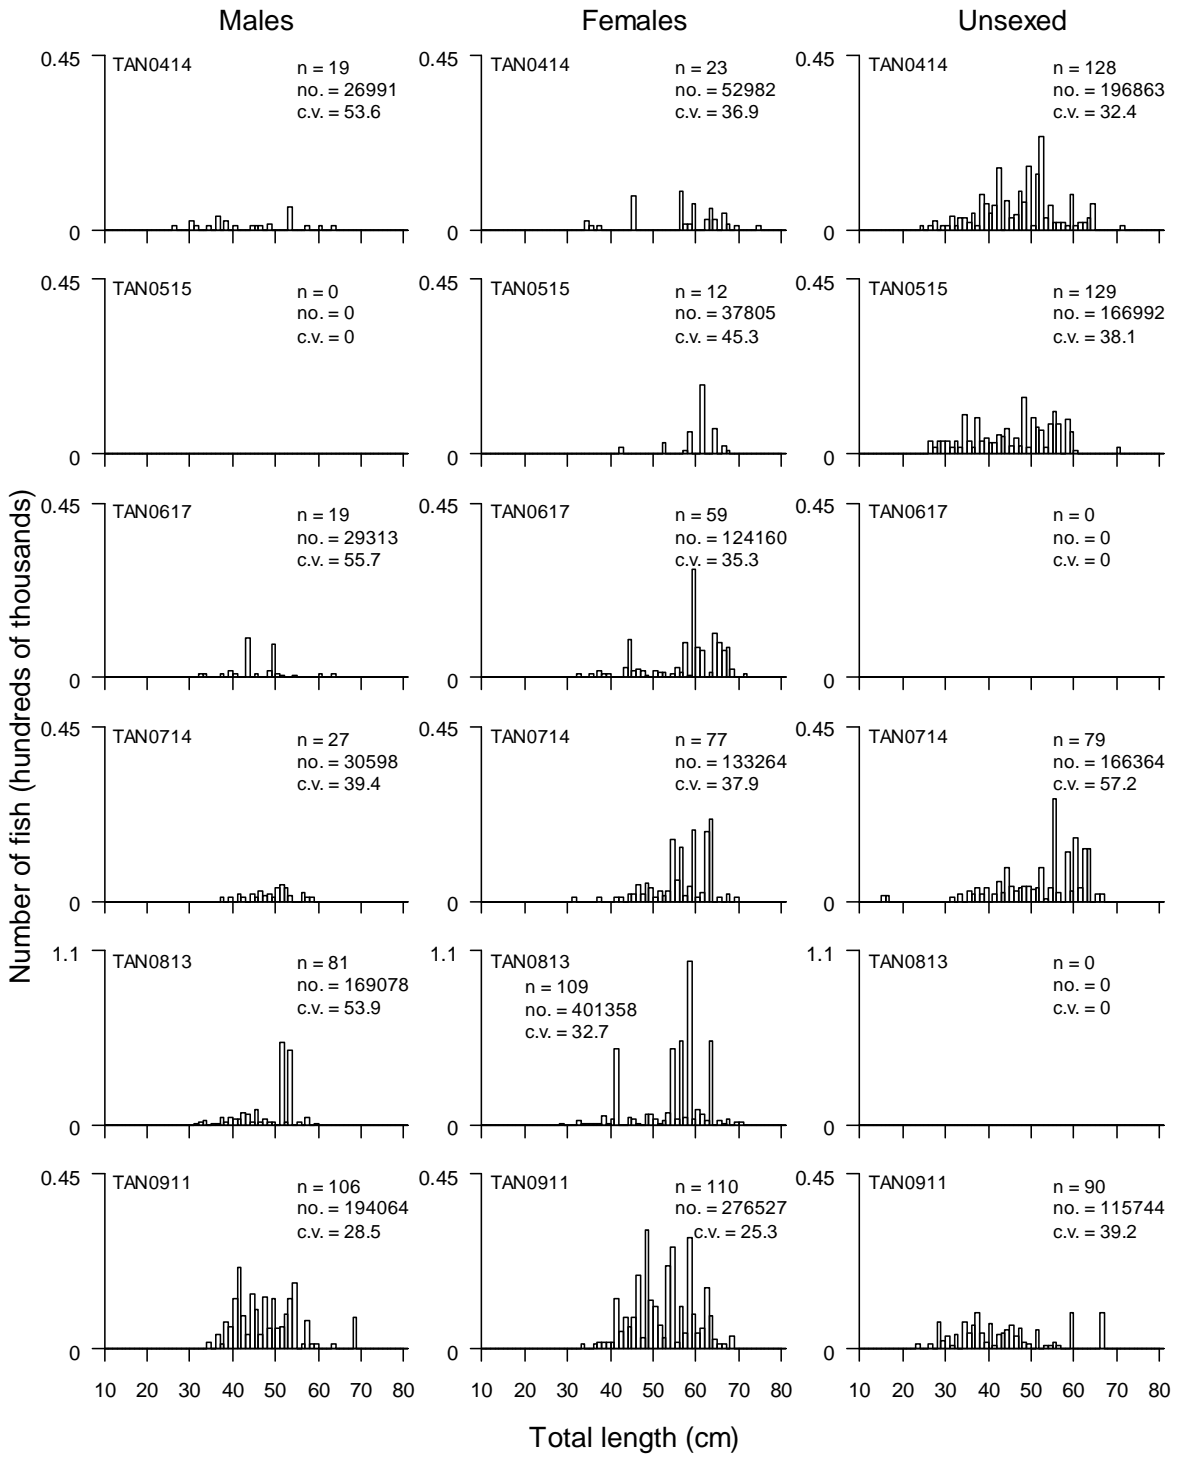 Males Females Unsexed
0.45 TAN0414 n = 19 0.45 TAN0414 n = 23 0.45 TAN0414 n = 128
no. = 26991 no. = 52982 no. = 196863
c.v. = 53.6 c.v. = 36.9 c.v. = 32.4
0 0 0
0.45 TAN0515 n = 0 0.45 TAN0515 n = 12 0.45 TAN0515 n = 129
no. = 0 no. = 37805 no. = 166992
c.v. = 0 c.v. = 45.3 c.v. = 38.1
0 0 0
0.45 TAN0617 n = 19 0.45 TAN0617 n = 59 0.45 TAN0617 n = 0
no. = 29313 no. = 124160 no. = 0
c.v. = 55.7 c.v. = 35.3 c.v. = 0
0 0 0
Number of fish (hundreds of thousands)
0.45 TAN0714 n = 27 0.45 TAN0714 n = 77 0.45 TAN0714 n = 79
no. = 30598 no. = 133264 no. = 166364
c.v. = 39.4 c.v. = 37.9 c.v. = 57.2
0 0 0
1.1 TAN0813 n = 81 1.1 TAN0813 1.1 TAN0813 n = 0
no. = 169078 n = 109 no. = 0
c.v. = 53.9 no. = 401358 c.v. = 0
c.v. = 32.7
0 0 0
0.45 TAN0911 n = 106 0.45 TAN0911 n = 110 0.45 TAN0911 n = 90
no. = 194064 no. = 276527 no. = 115744
c.v. = 28.5 c.v. = 25.3 c.v. = 39.2
0 0 0
10 20 30 40 50 60 70 80 10 20 30 40 50 60 70 80 10 20 30 40 50 60 70 80
Total length (cm)